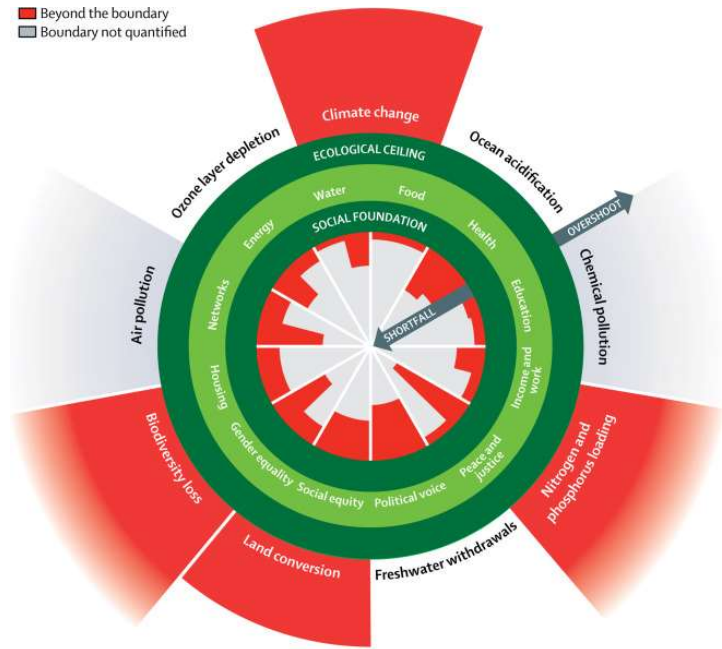 Beyond the boundary
Boundary not quantified
Climate change
ECOLOGICAL CEILING
Ozone layer depletion
Ocean acidification
Water
Food
Energy
Health
SOCIAL FOUNDATION
OVERSHOOT
SHORTFALL
Networks
Education
Air pollution
Chemical pollution
Housing
Income and
work
Gender equality
Social equity
Political voice
Peace and
justice
Biodiversity loss
Nitrogen and
phosphorus loading
Land conversion
Freshwater withdrawals